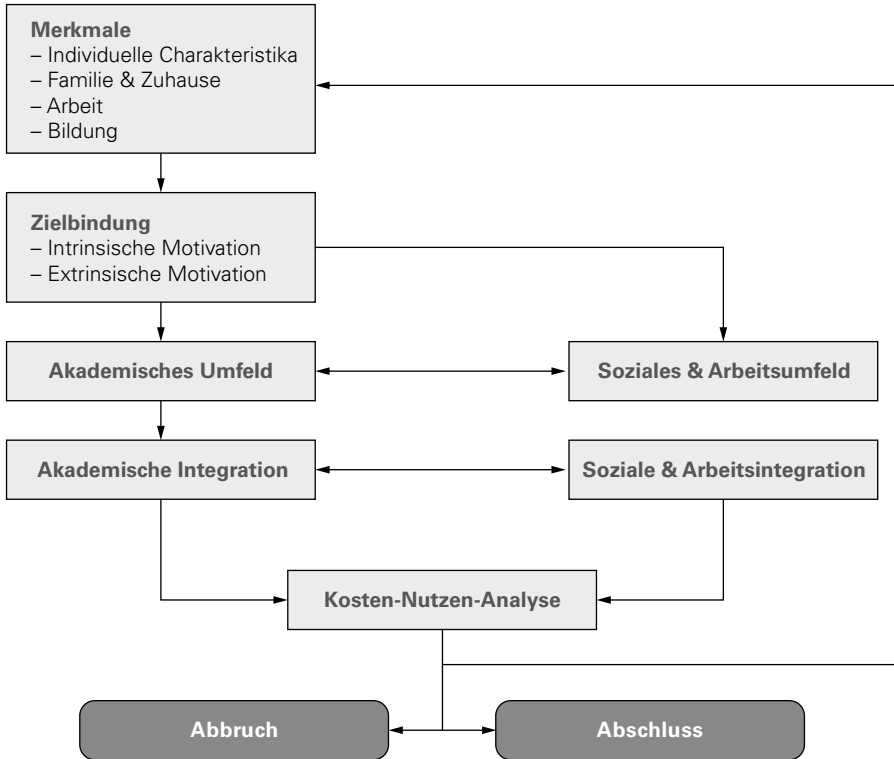 Merkmale
– Individuelle Charakteristika
– Familie & Zuhause
– Arbeit
– Bildung
Zielbindung
– Intrinsische Motivation
– Extrinsische Motivation
Akademisches Umfeld
Soziales & Arbeitsumfeld
Akademische Integration
Soziale & Arbeitsintegration
Kosten-Nutzen-Analyse
Abbruch
Abschluss